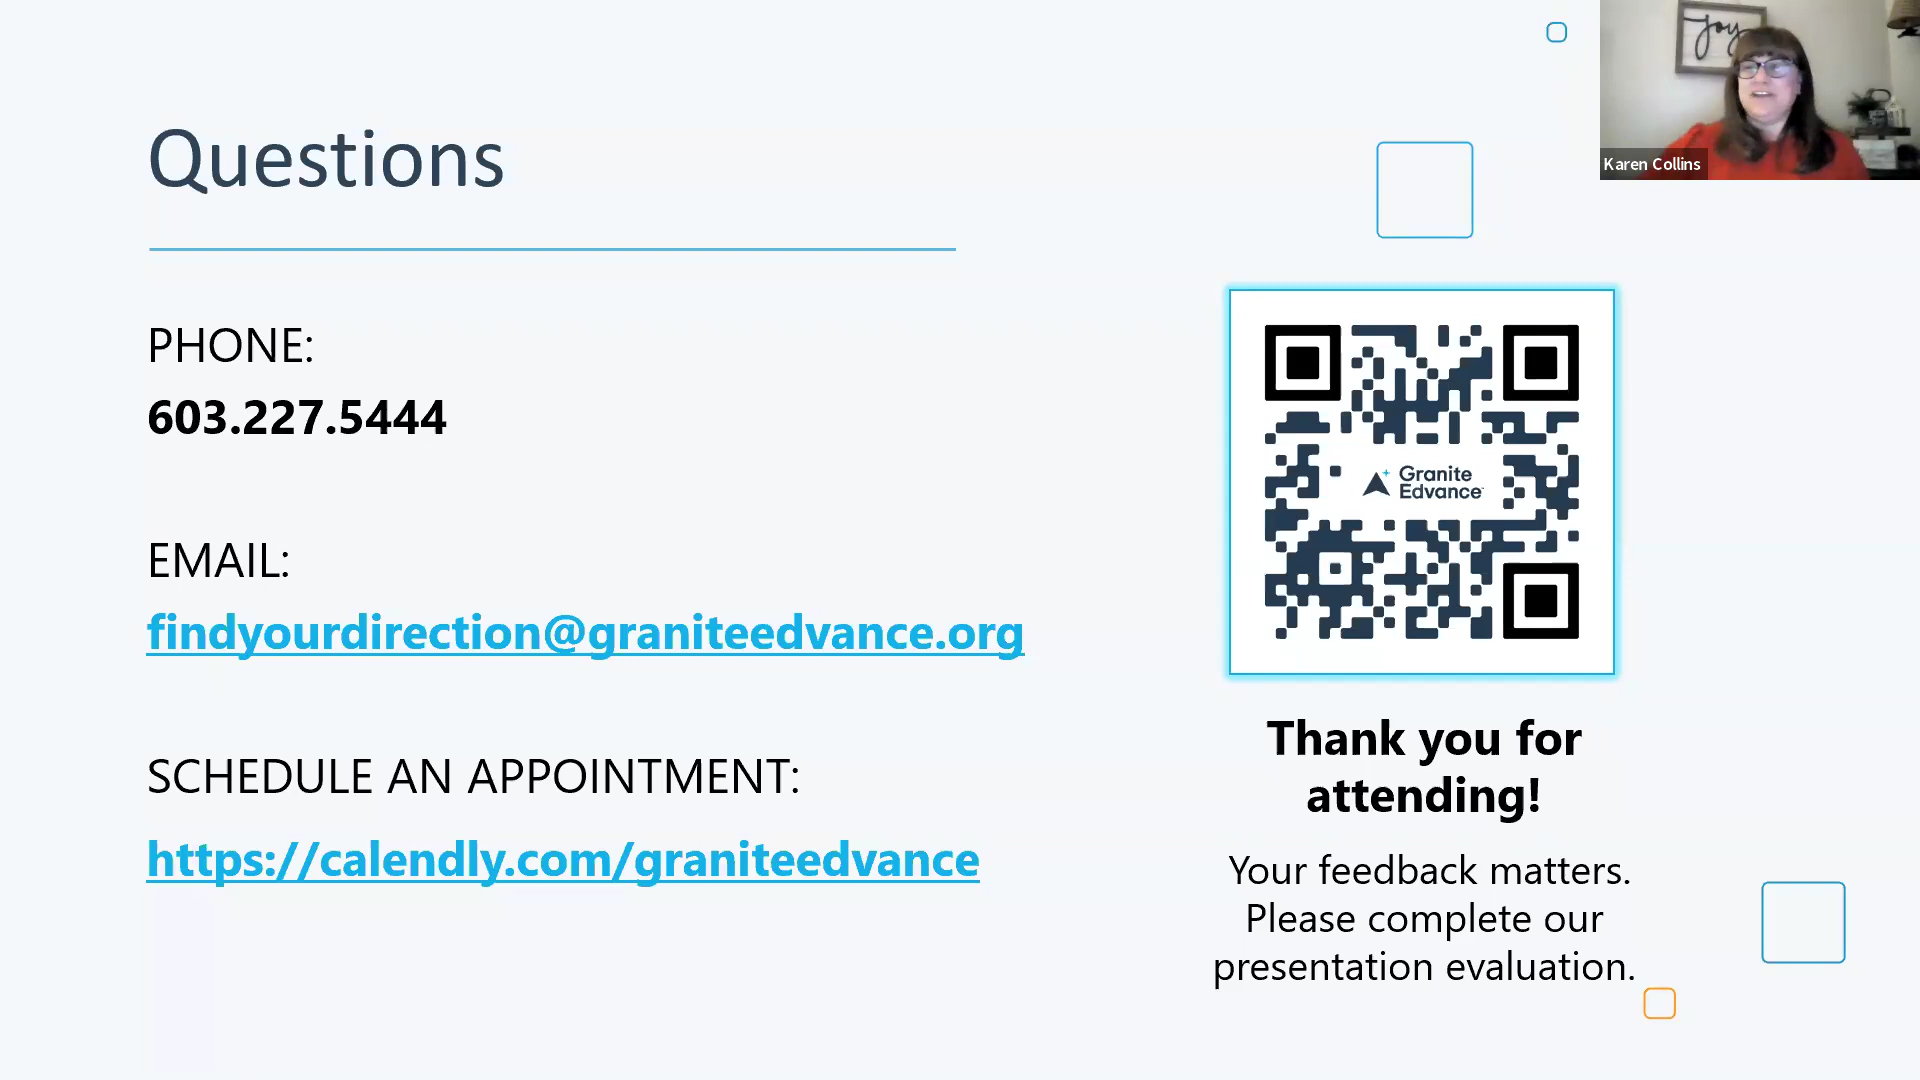 joy
Karen Collins
Questions
PHONE:
603.227.5444
EMAIL:
findyourdirection@graniteedvance.org
SCHEDULE AN APPOINTMENT:
https://calendly.com/graniteedvance
Granite
Edvance
Thank you for
attending!
Your feedback matters.
Please complete our
presentation evaluation.